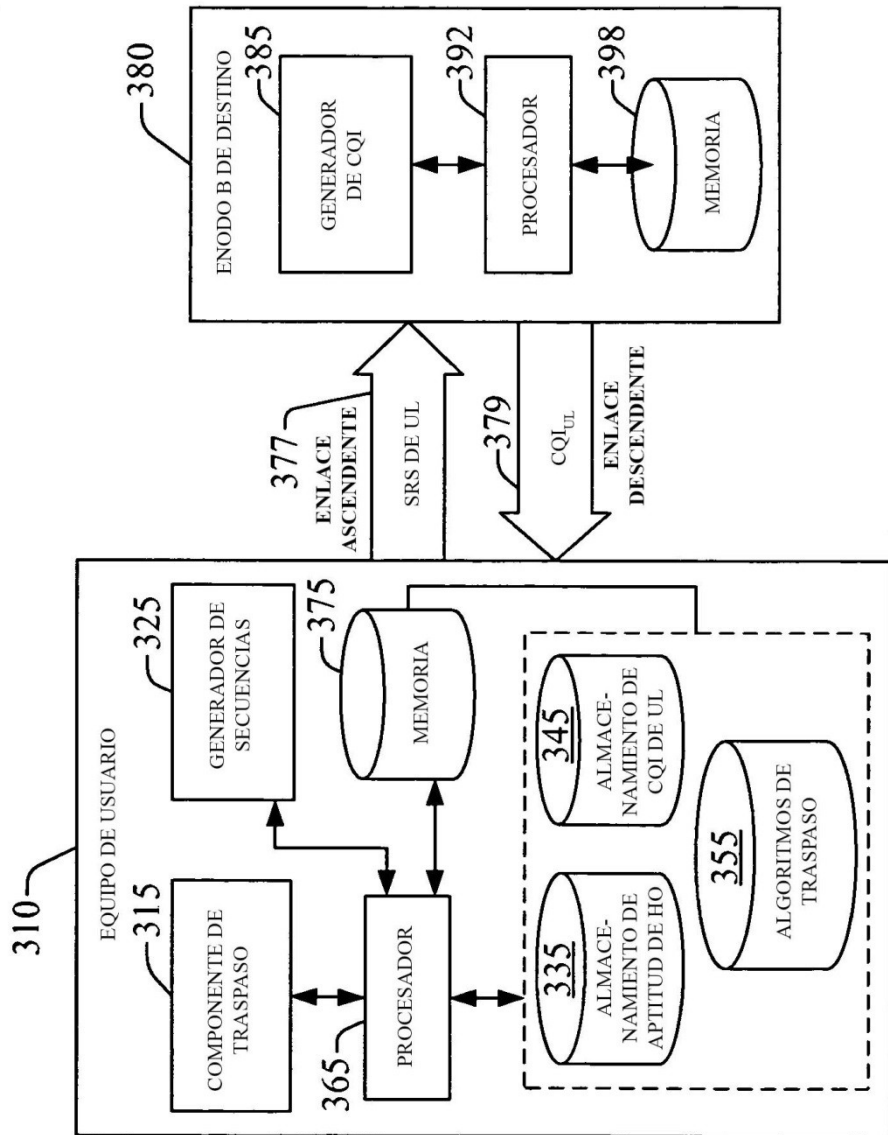 310
EQUIPO DE USUARIO
315
COMPONENTE DE
TRASPASO
325
GENERADOR DE
SECUENCIAS
365
PROCESADOR
375
MEMORIA
335
ALMACE-
NAMIENTO DE
APTITUD DE HO
345
ALMACE-
NAMIENTO DE
CQI DE UL
355
ALGORITMOS DE
TRASPASO
377
ENLACE
ASCENDENTE
SRS DE UL
379
CQI_UL
ENLACE
DESCENDENTE
380
ENODO B DE DESTINO
385
GENERADOR
DE CQI
392
PROCESADOR
398
MEMORIA